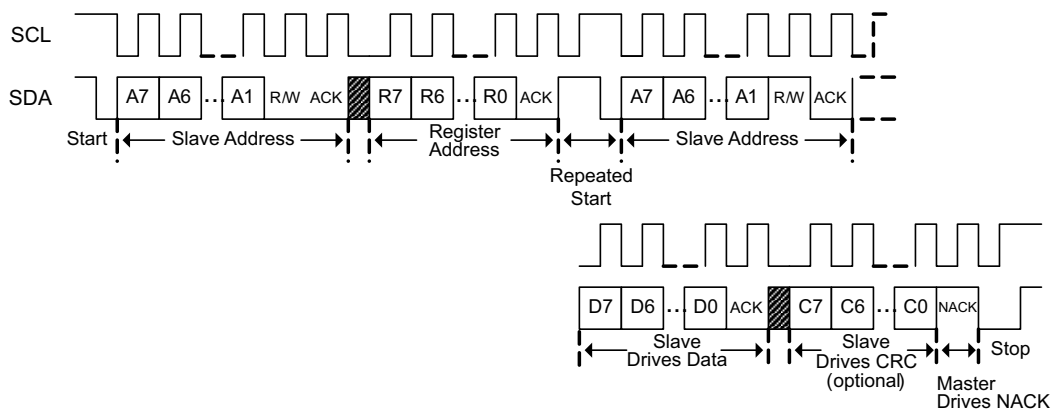 SCL
SDA A7 A6 ... A1 R/W ACK R7 R6 ... R0 ACK A7 A6 ... A1 R/W ACK
Start Slave Address Register Address Slave Address
Repeated Start
D7 D6 ... D0 ACK C7 C6 ... C0 NACK
Slave Drives Data Slave Drives CRC (optional) Stop
Master Drives NACK